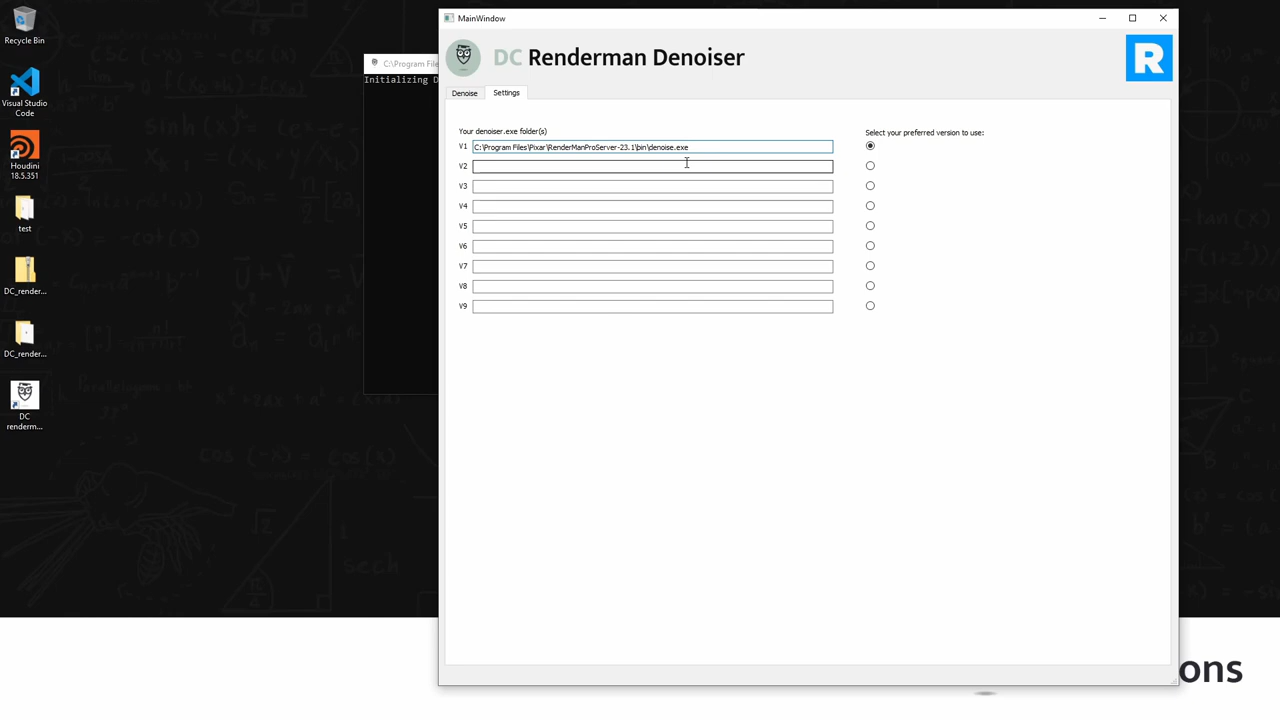 Recycle Bin
Visual Studio
Code
Houdini
18.5.351
test
DC_render...
DC_render...
DC
renderm...
C:\Program File
Initializing D
MainWindow
DC Renderman Denoiser
R
Denoise
Settings
Your denoiser.exe folder(s)
Select your preferred version to use:
V1 C:\Program Files\Pixar\RenderManProServer-23.1\bin\denoise.exe
V2
V3
V4
V5
V6
V7
V8
V9
ons